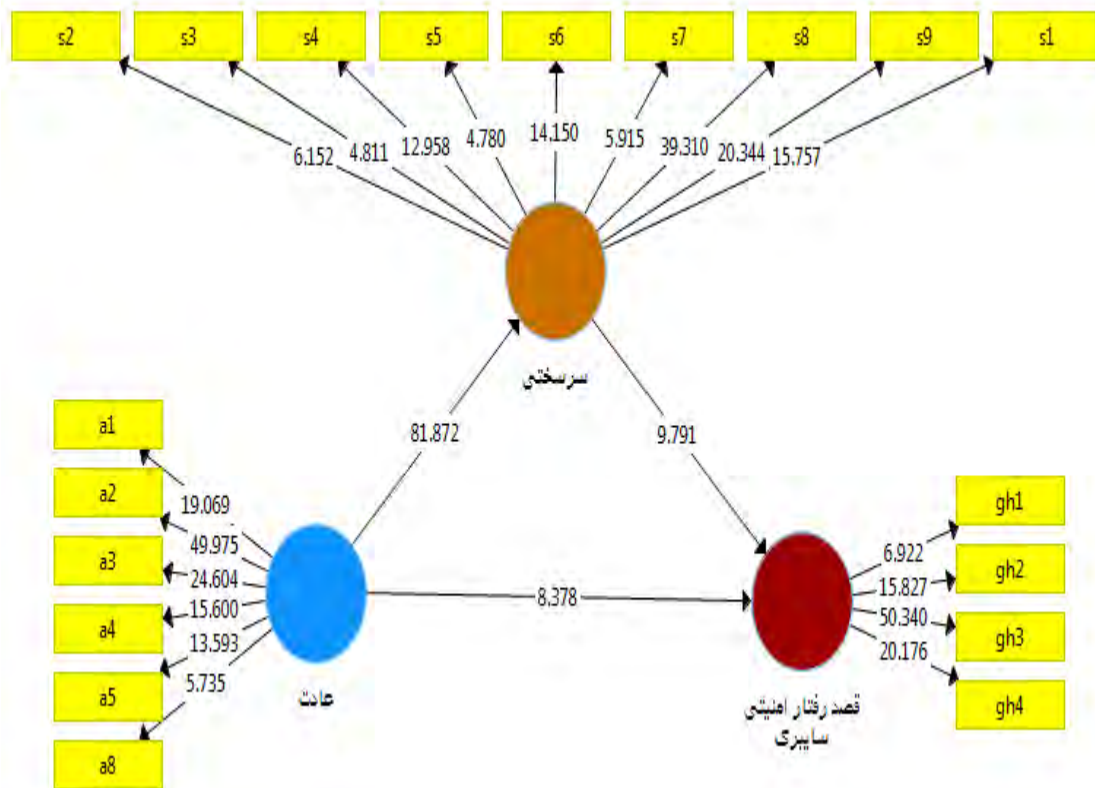 s2 s3 s4 s5 s6 s7 s8 s9 s1
6.152 4.811 12.958 4.780 14.150 5.915 39.310 20.344 15.757
سرسختی
81.872
9.791
a1
a2
a3
a4
a5
a8
19.069
49.975
24.604
15.600
13.593
5.735
عادت
8.378
قصد رفتار امنیتی
سایبری
6.922
15.827
50.340
20.176
gh1
gh2
gh3
gh4